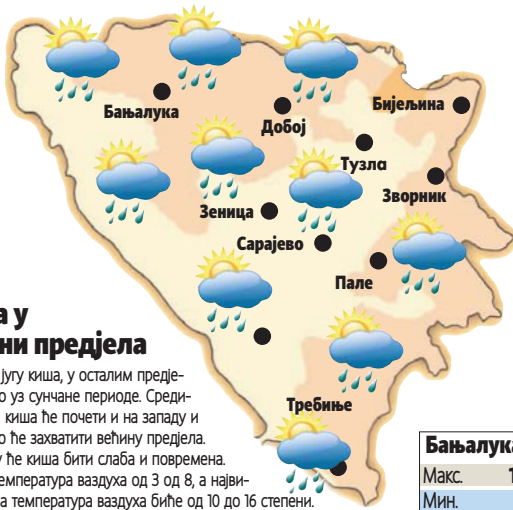 Бањалука
Добој
Бијељина
Тузла
Зворник
Зеница
Сарајево
Пале
Требиње
у
предјела
југу киша, у осталим предје-
уз сунчане периоде. Среди-
киша ће почети и на западу и
ће захватити већину предјела.
ће киша бити слаба и повремена.
температура ваздуха од 3 од 8, а најви-
температура ваздуха биће од 10 до 16 степени.
Бањалука
Макс.
Мин.